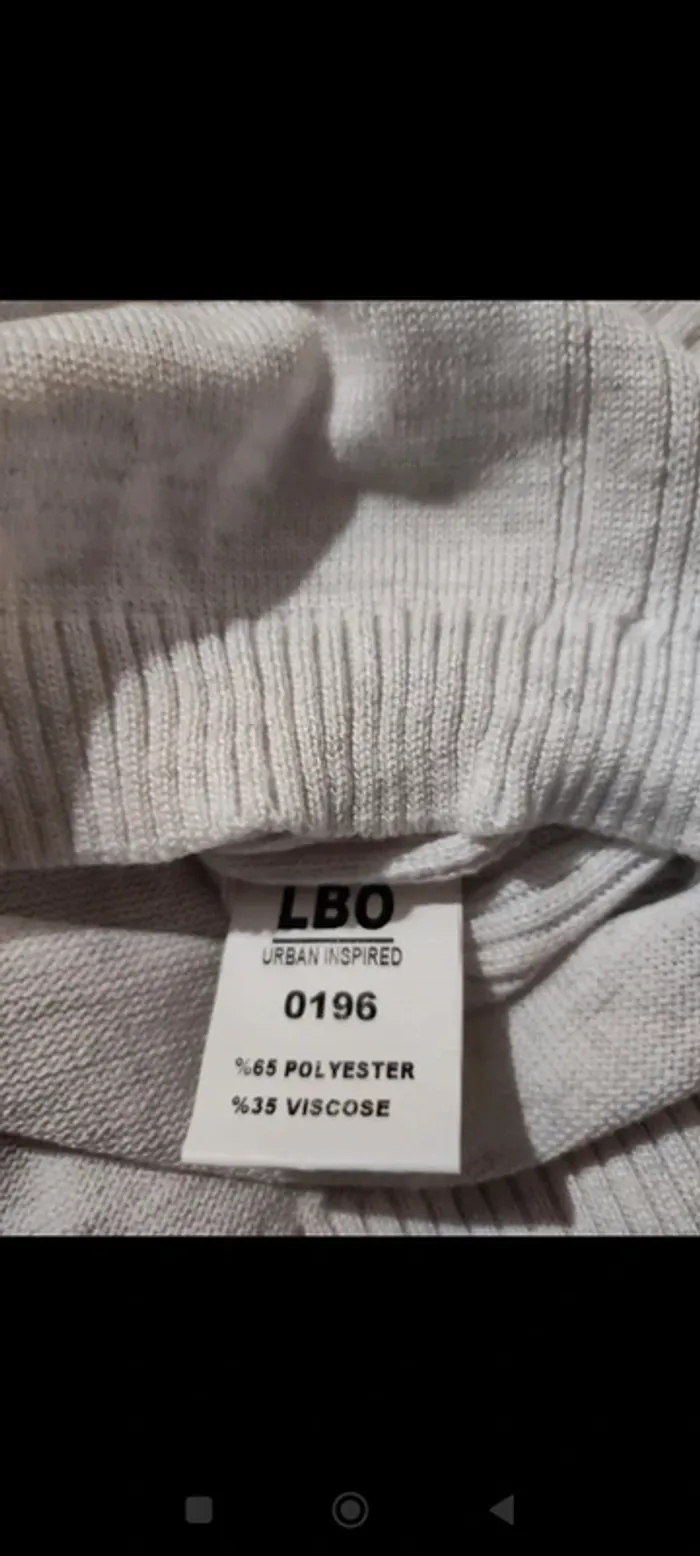 LBO
URBAN INSPIRED
0196
%65 POLYESTER
%35 VISCOSE